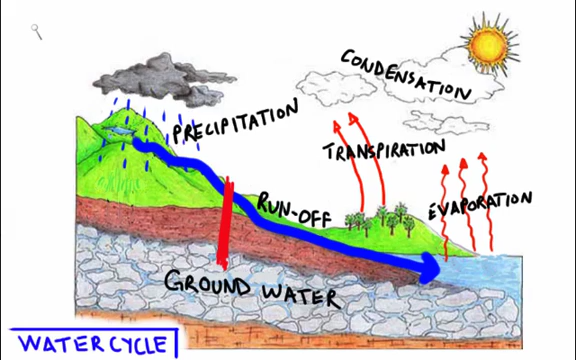 CONDENSATION
PRECIPITATION
TRANSPIRATION
EVAPORATION
RUN-OFF
GROUND WATER
WATER CYCLE